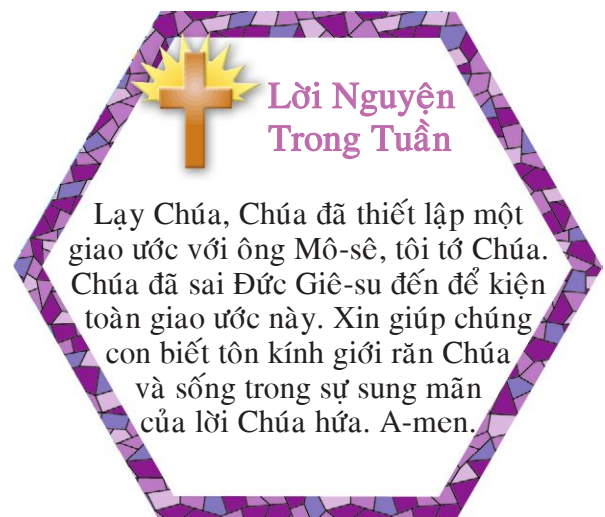 Lời Nguyện
Trong Tuần
Lạy Chúa, Chúa đã thiết lập một
giao ước với ông Mô-sê, tôi tớ Chúa.
Chúa đã sai Đức Giê-su đến để kiện
toàn giao ước này. Xin giúp chúng
con biết tôn kính giới răn Chúa
và sống trong sự sung mãn
của lời Chúa hứa. A-men.